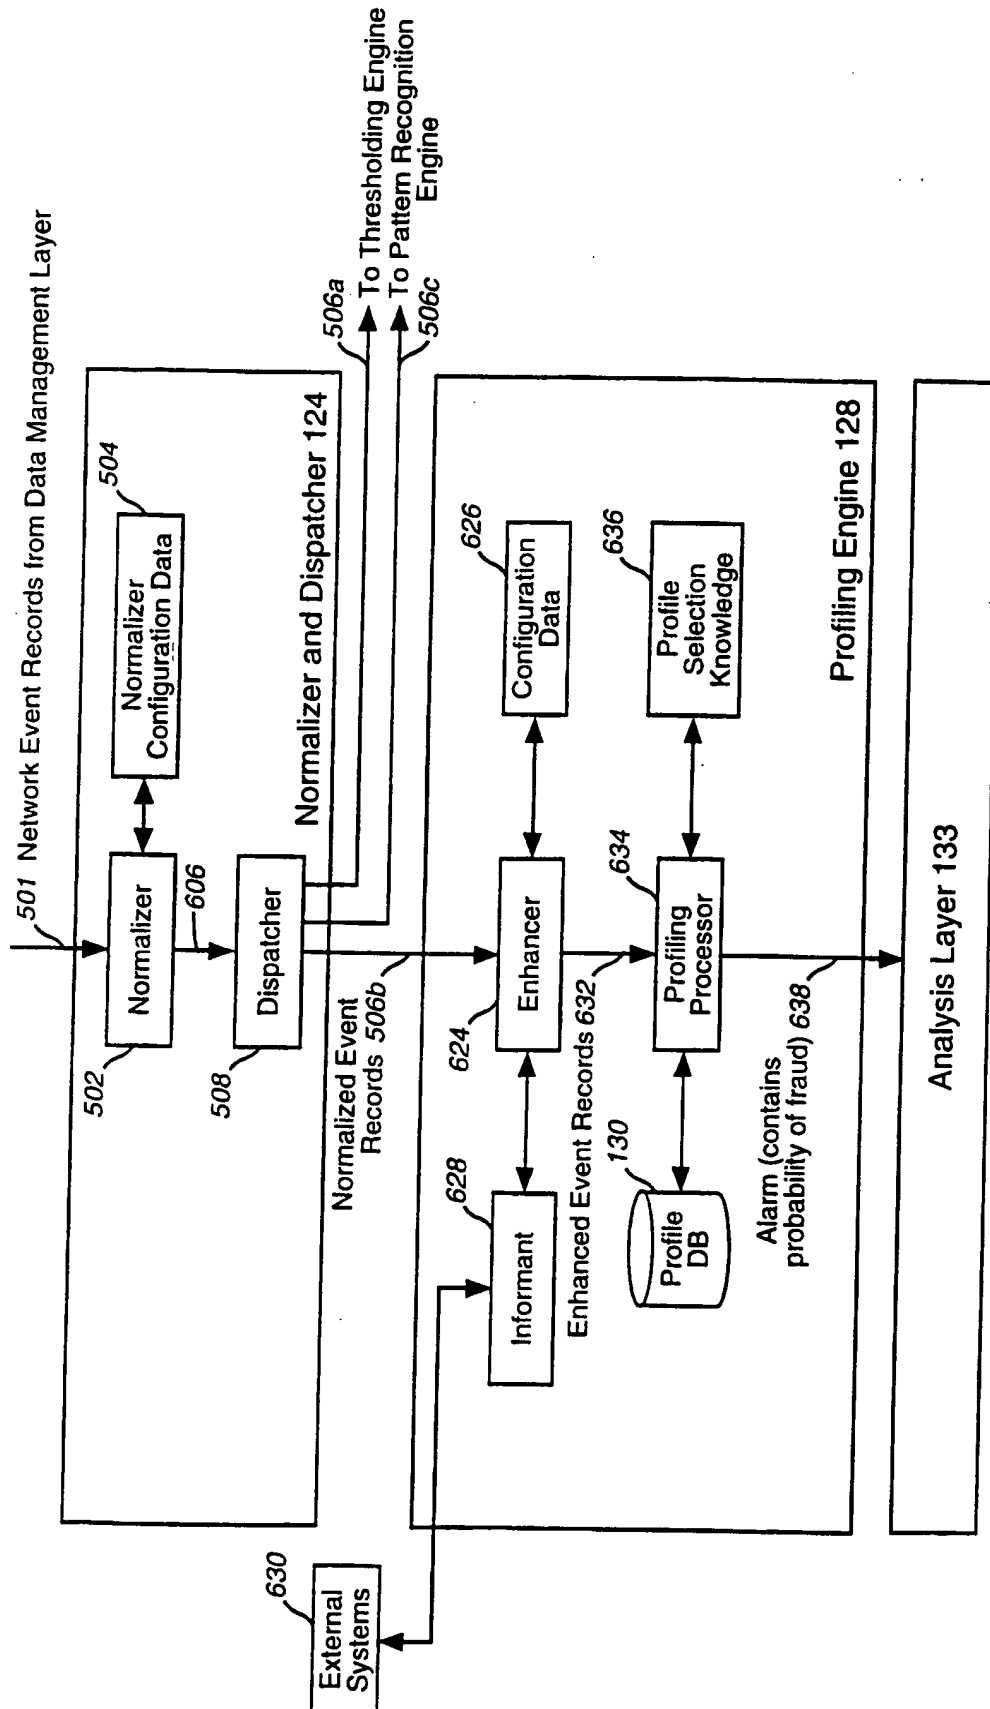 501 Network Event Records from Data Management Layer
504
Normalizer
Configuration Data
Normalizer
502
606
Dispatcher
508
Normalizer and Dispatcher 124
506a
To Thresholding Engine
To Pattern Recognition
Engine
506c
Normalized Event
Records 506b
630
External
Systems
628
Informant
624
Enhancer
626
Configuration
Data
Enhanced Event Records 632
130
Profile
DB
634
Profiling
Processor
636
Profile
Selection
Knowledge
Alarm (contains
probability of fraud) 638
Profiling Engine 128
Analysis Layer 133